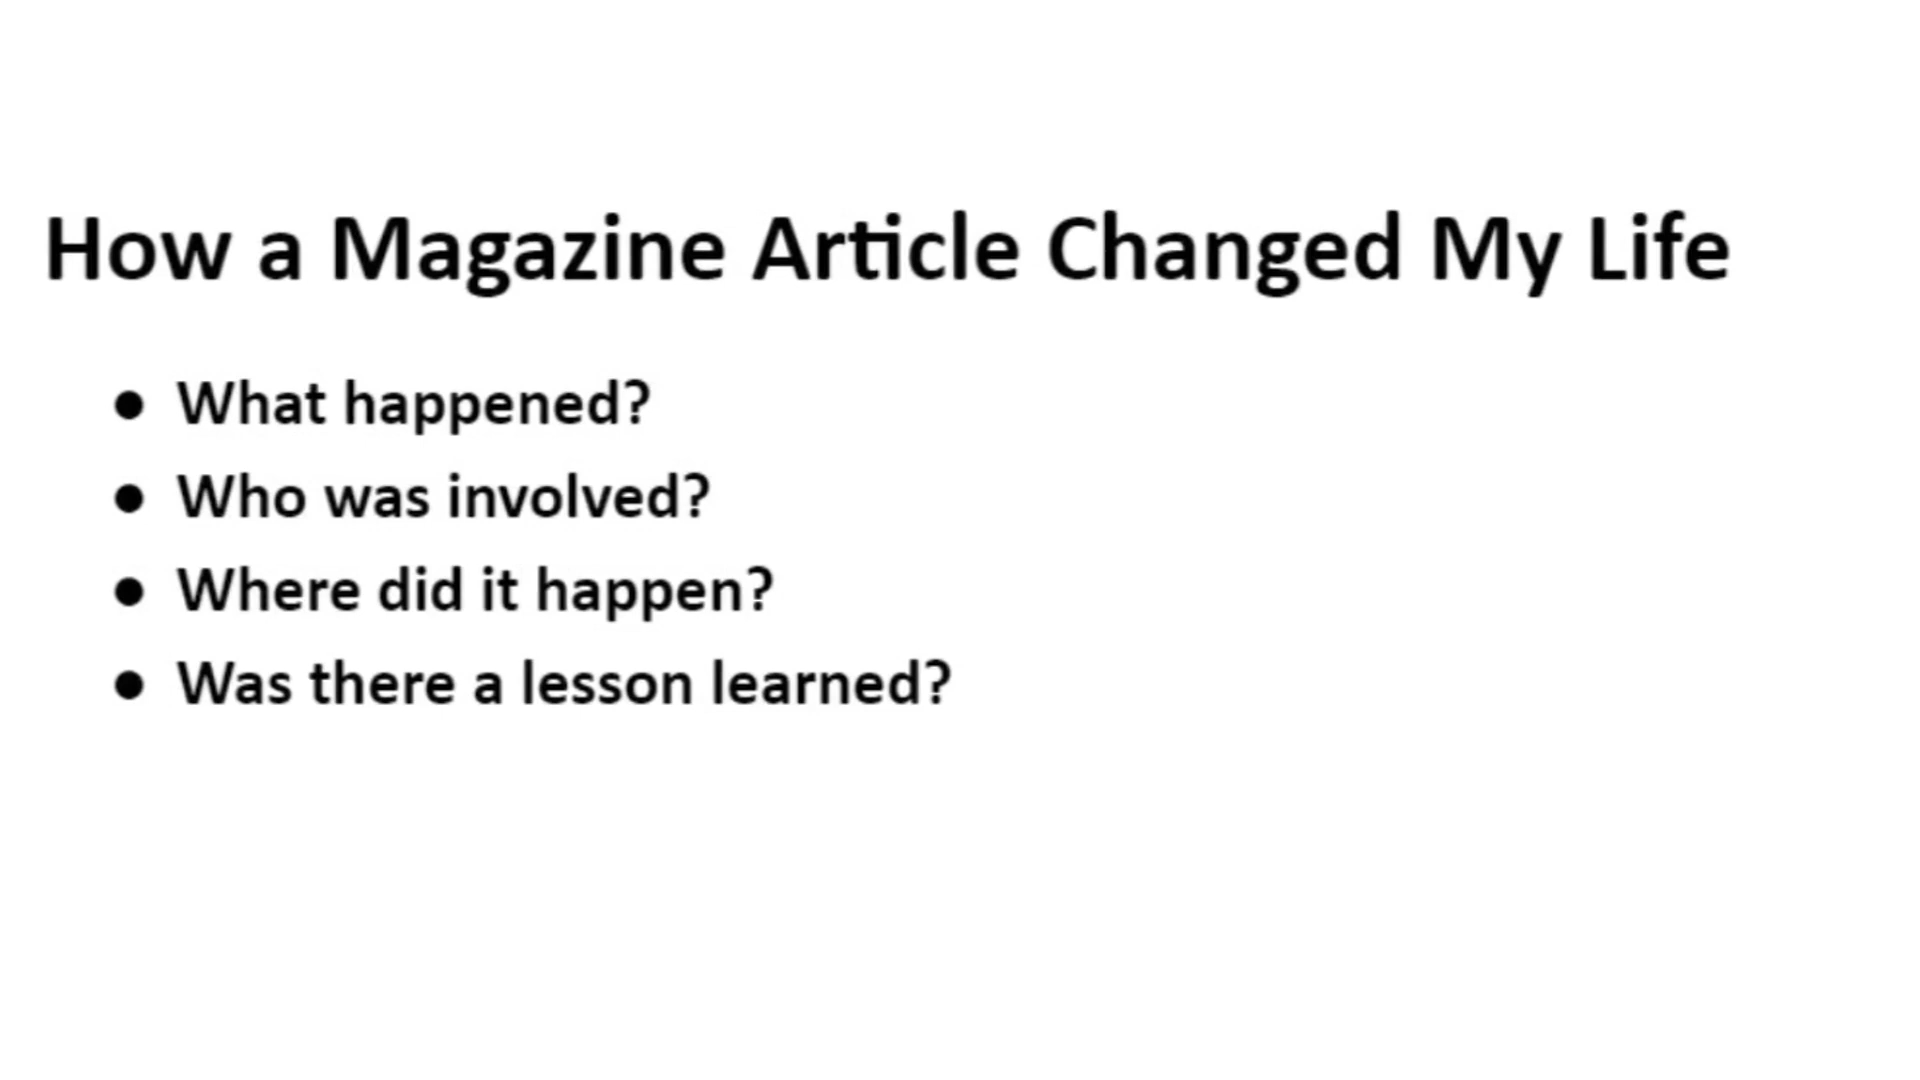 How a Magazine Article Changed My Life
● What happened?
● Who was involved?
● Where did it happen?
● Was there a lesson learned?